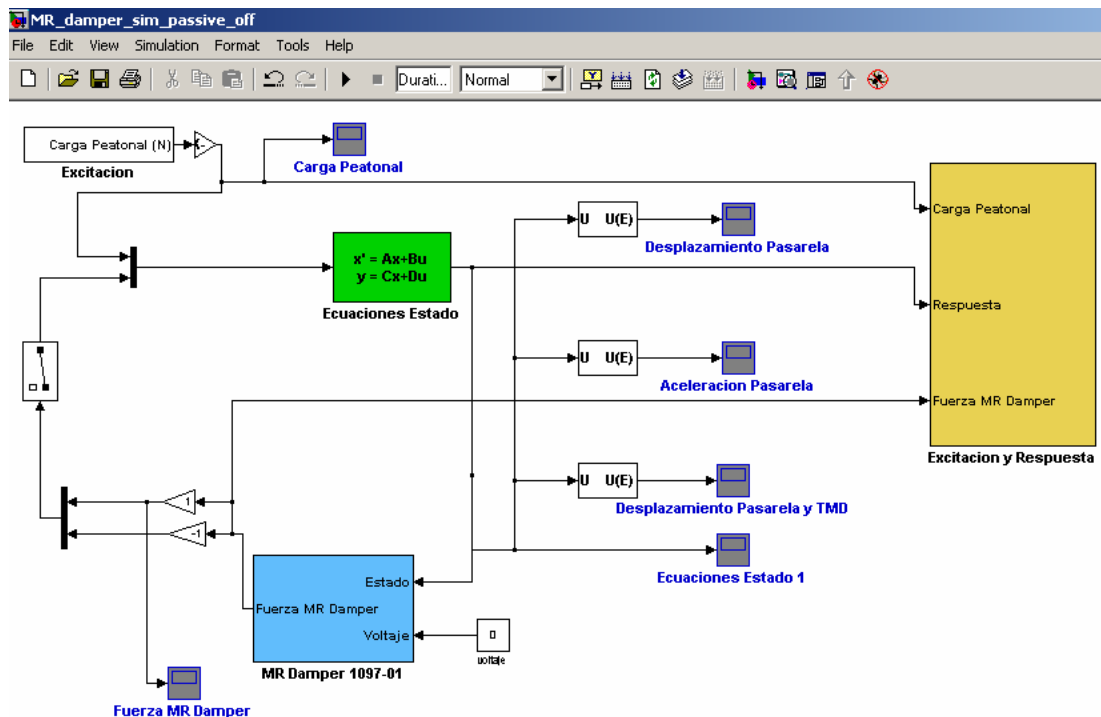 MR_damper_sim_passive_off
File Edit View Simulation Format Tools Help
Durati... Normal
Carga Peatonal (N)
Excitacion
Carga Peatonal
Carga Peatonal
U U(E)
Desplazamiento Pasarela
x' = Ax+Bu
y = Cx+Du
Ecuaciones Estado
Respuesta
U U(E)
Aceleracion Pasarela
Fuerza MR Damper
Excitacion y Respuesta
U U(E)
Desplazamiento Pasarela y TMD
1
-1
Ecuaciones Estado 1
Estado
Fuerza MR Damper
Voltaje
0
voltaje
MR Damper 1097-01
Fuerza MR Damper